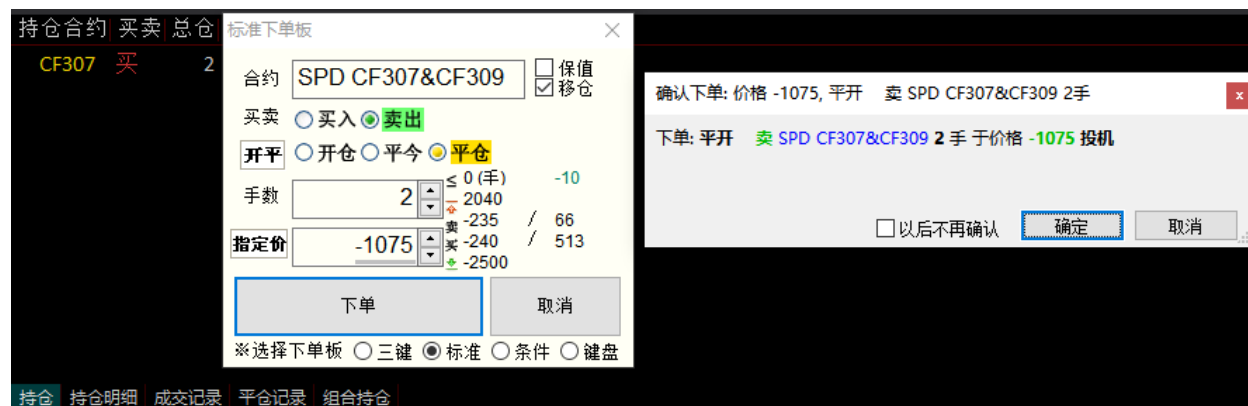 持仓合约 买卖 总仓
CF307 买 2
标准下单板
合约 SPD CF307&CF309 保值
移仓
买卖 买入 卖出
开平 开仓 平今 平仓
手数 2
≤ 0 (手) -10
2040
卖 -235 / 66
指定价 -1075 买 -240 / 513
-2500
下单 取消
※选择下单板 三键 标准 条件 键盘
确认下单: 价格 -1075, 平开 卖 SPD CF307&CF309 2手 x
下单: 平开 卖 SPD CF307&CF309 2 手 于价格 -1075 投机
以后不再确认 确定 取消
持仓 持仓明细 成交记录 平仓记录 组合持仓